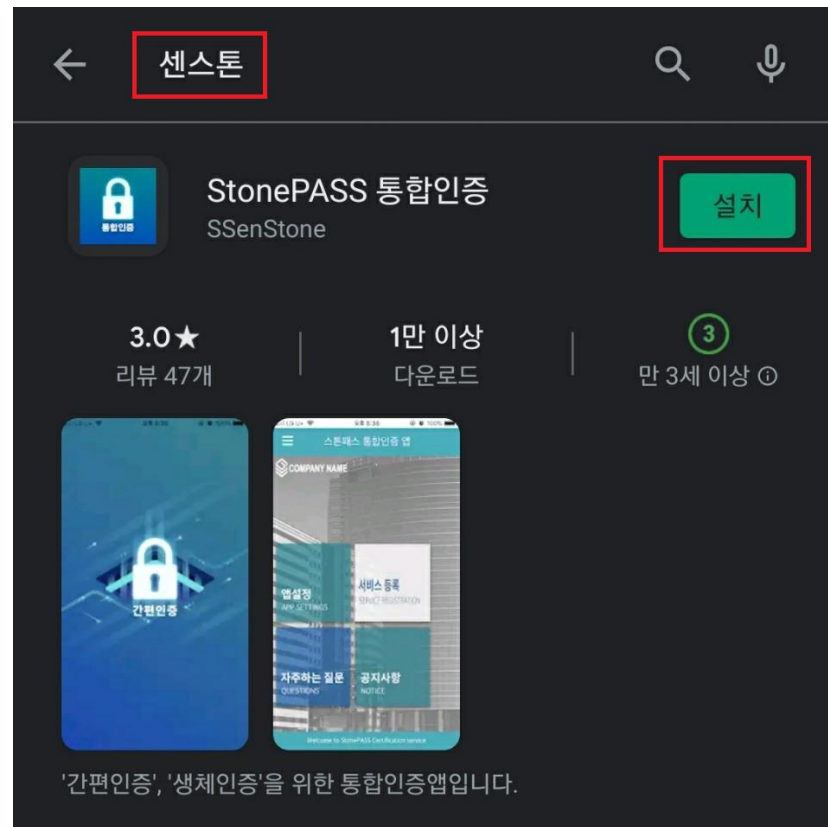 센스톤
StonePASS 통합인증
SSenStone
설치
통합인증
3.0★
리뷰 47개
1만 이상
다운로드
3
만 3세 이상
간편인증
스톤패스 통합인증 앱
COMPANY NAME
앱설정
APP SETTINGS
서비스 등록
SERVICE REGISTRATION
자주하는 질문
QUESTIONS
공지사항
NOTICE
Welcome to StonePASS Certification service
'간편인증', '생체인증'을 위한 통합인증앱입니다.